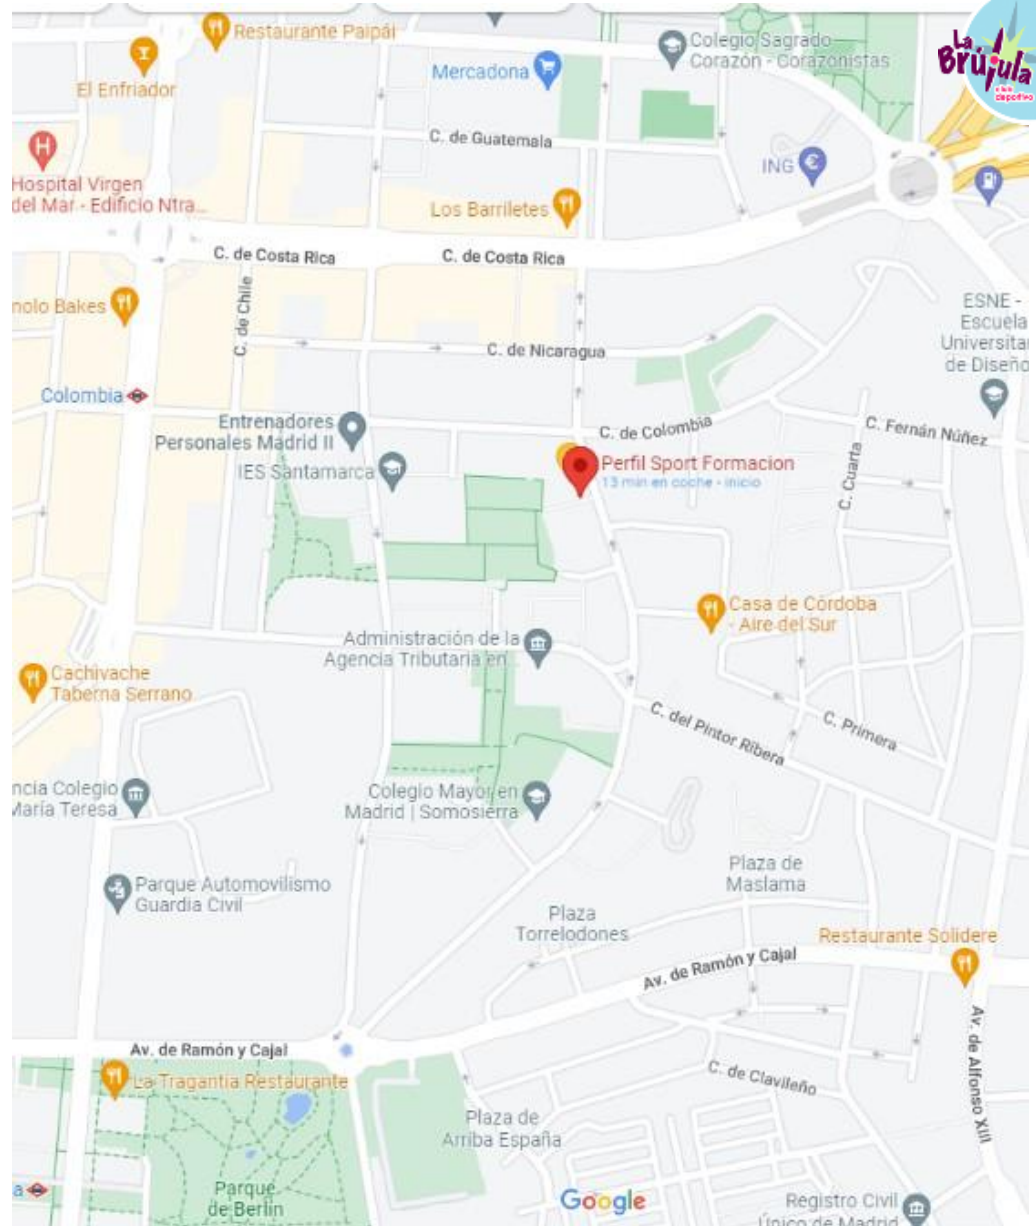 Restaurante Paipái
La
Brújula
club
deportivo
Colegio Sagrado
Corazón - Corazonistas
Mercadona
El Enfriador
C. de Guatemala
ING
Hospital Virgen
del Mar - Edificio Ntra...
Los Barriletes
C. de Costa Rica
C. de Costa Rica
nolo Bakes
C. de Chile
ESNE -
Escuela
Universitar
de Diseño
C. de Nicaragua
Colombia
Entrenadores
Personales Madrid II
C. de Colombia
C. Fernán Núñez
IES Santamarca
Perfil Sport Formacion
13 min en coche - inicio
C. Cuarta
Casa de Córdoba
- Aire del Sur
Administración de la
Agencia Tributaria en...
Cachivache
Taberna Serrano
C. del Pintor Ribera
C. Primera
ncia Colegio
María Teresa
Colegio Mayor en
Madrid | Somosierra
Plaza de
Maslama
Parque Automovilismo
Guardia Civil
Plaza
Torrelodones
Restaurante Solidere
Av. de Ramón y Cajal
Av. de Ramón y Cajal
Av. de Alfonso XIII
La Tragantía Restaurante
C. de Clavileño
Plaza de
Arriba España
a
Parque
de Berlín
Google
Registro Civil
Único de Madrid